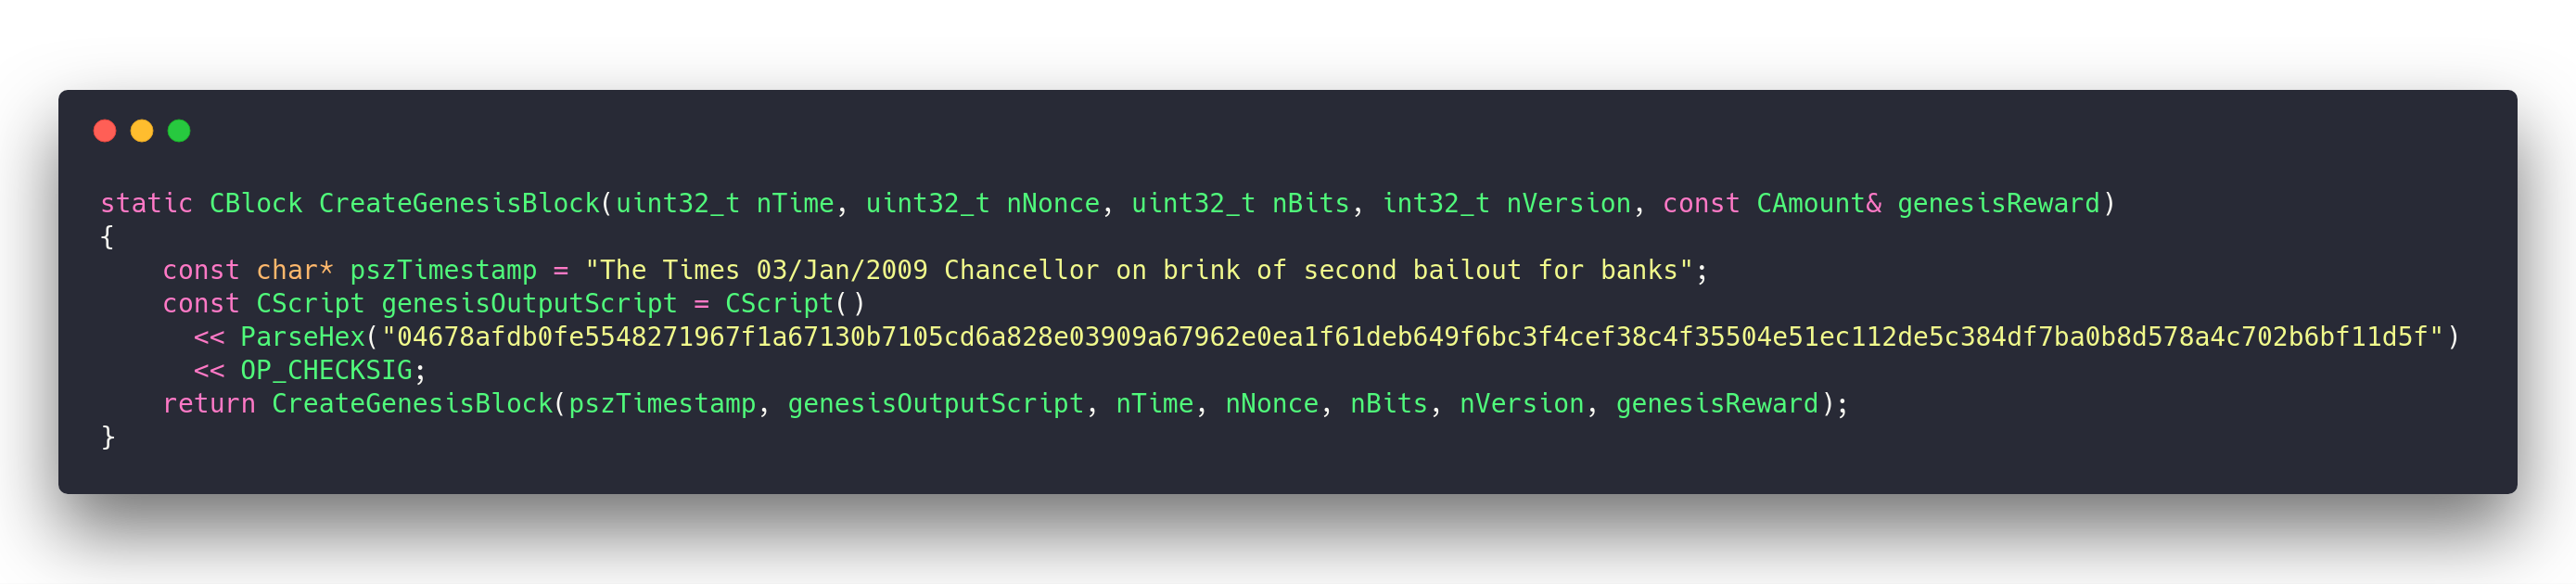 static CBlock CreateGenesisBlock(uint32_t nTime, uint32_t nNonce, uint32_t nBits, int32_t nVersion, const CAmount& genesisReward)
{
    const char* pszTimestamp = "The Times 03/Jan/2009 Chancellor on brink of second bailout for banks";
    const CScript genesisOutputScript = CScript()
      << ParseHex("04678afdb0fe5548271967f1a67130b7105cd6a828e03909a67962e0ea1f61deb649f6bc3f4cef38c4f35504e51ec112de5c384df7ba0b8d578a4c702b6bf11d5f")
      << OP_CHECKSIG;
    return CreateGenesisBlock(pszTimestamp, genesisOutputScript, nTime, nNonce, nBits, nVersion, genesisReward);
}